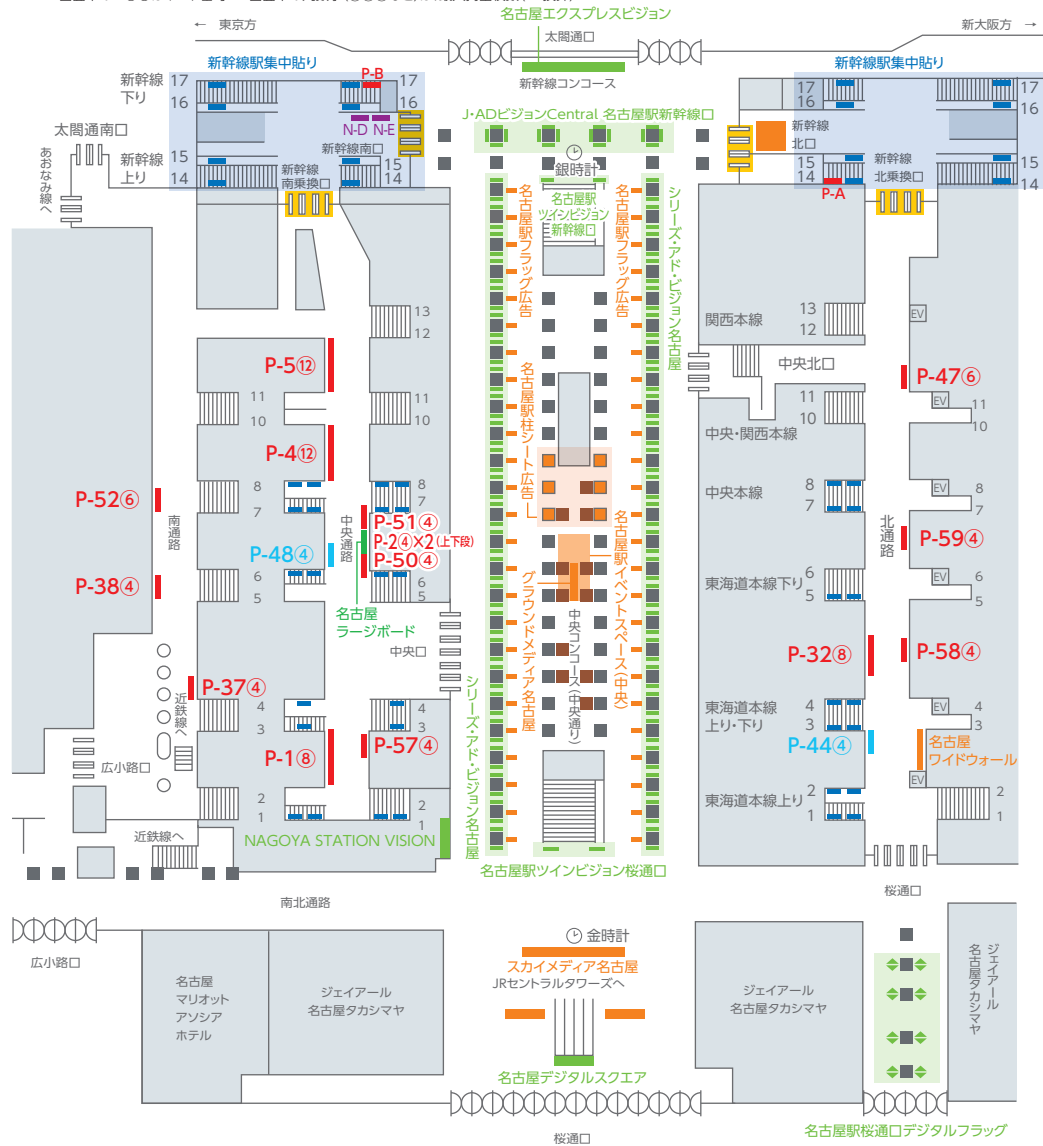 ← 東京方
名古屋エクスプレスビジョン
太閤通口
新大阪方 →
新幹線駅集中貼り
新幹線コンコース
新幹線駅集中貼り
新幹線
下り
17
16
P-B
17
16
N-D N-E
新幹線南口
太閤通南口
あおなみ線へ
新幹線
上り
15
14
新幹線
南乗換口
15
14
J・ADビジョンCentral 名古屋駅新幹線口
銀時計
名古屋駅
ツインビジョン
新幹線口
17
16
新幹線
北口
17
16
15
14
P-A
新幹線
北乗換口
15
14
名古屋駅フラッグ広告
名古屋駅フラッグ広告
シリーズ・アド・ビジョン名古屋
13
12
関西本線
13
12
EV
中央北口
P-5⑫
P-47⑥
11
10
11
10
名古屋駅柱シート広告
11
10
中央・関西本線
EV
11
10
P-4⑫
P-52⑥
南通路
8
7
中央通路
8
7
中央本線
8
7
EV
8
7
P-51④
P-2④×2(上下段)
P-50④
P-48④
北通路
P-59④
P-38④
6
5
6
5
名古屋
ラージボード
中央口
グラウンドメディア名古屋
中央コンコース(中央通り)
名古屋駅イベントスペース(中央)
東海道本線下り
6
5
EV
6
5
P-32⑧
P-58④
P-37④
近鉄線へ
4
3
4
3
シリーズ・アド・ビジョン名古屋
東海道本線
上り・下り
4
3
EV
4
3
広小路口
P-1⑧
P-57④
P-44④
名古屋
ワイドウォール
EV
2
1
2
1
東海道本線上り
2
1
2
1
近鉄線へ
NAGOYA STATION VISION
名古屋駅ツインビジョン桜通口
桜通口
南北通路
広小路口
金時計
スカイメディア名古屋
JRセントラルタワーズへ
名古屋
マリオット
アソシア
ホテル
ジェイアール
名古屋タカシマヤ
ジェイアール
名古屋タカシマヤ
ジェイアール
名古屋タカシマヤ
名古屋デジタルスクエア
桜通口
名古屋駅桜通口デジタルフラッグ